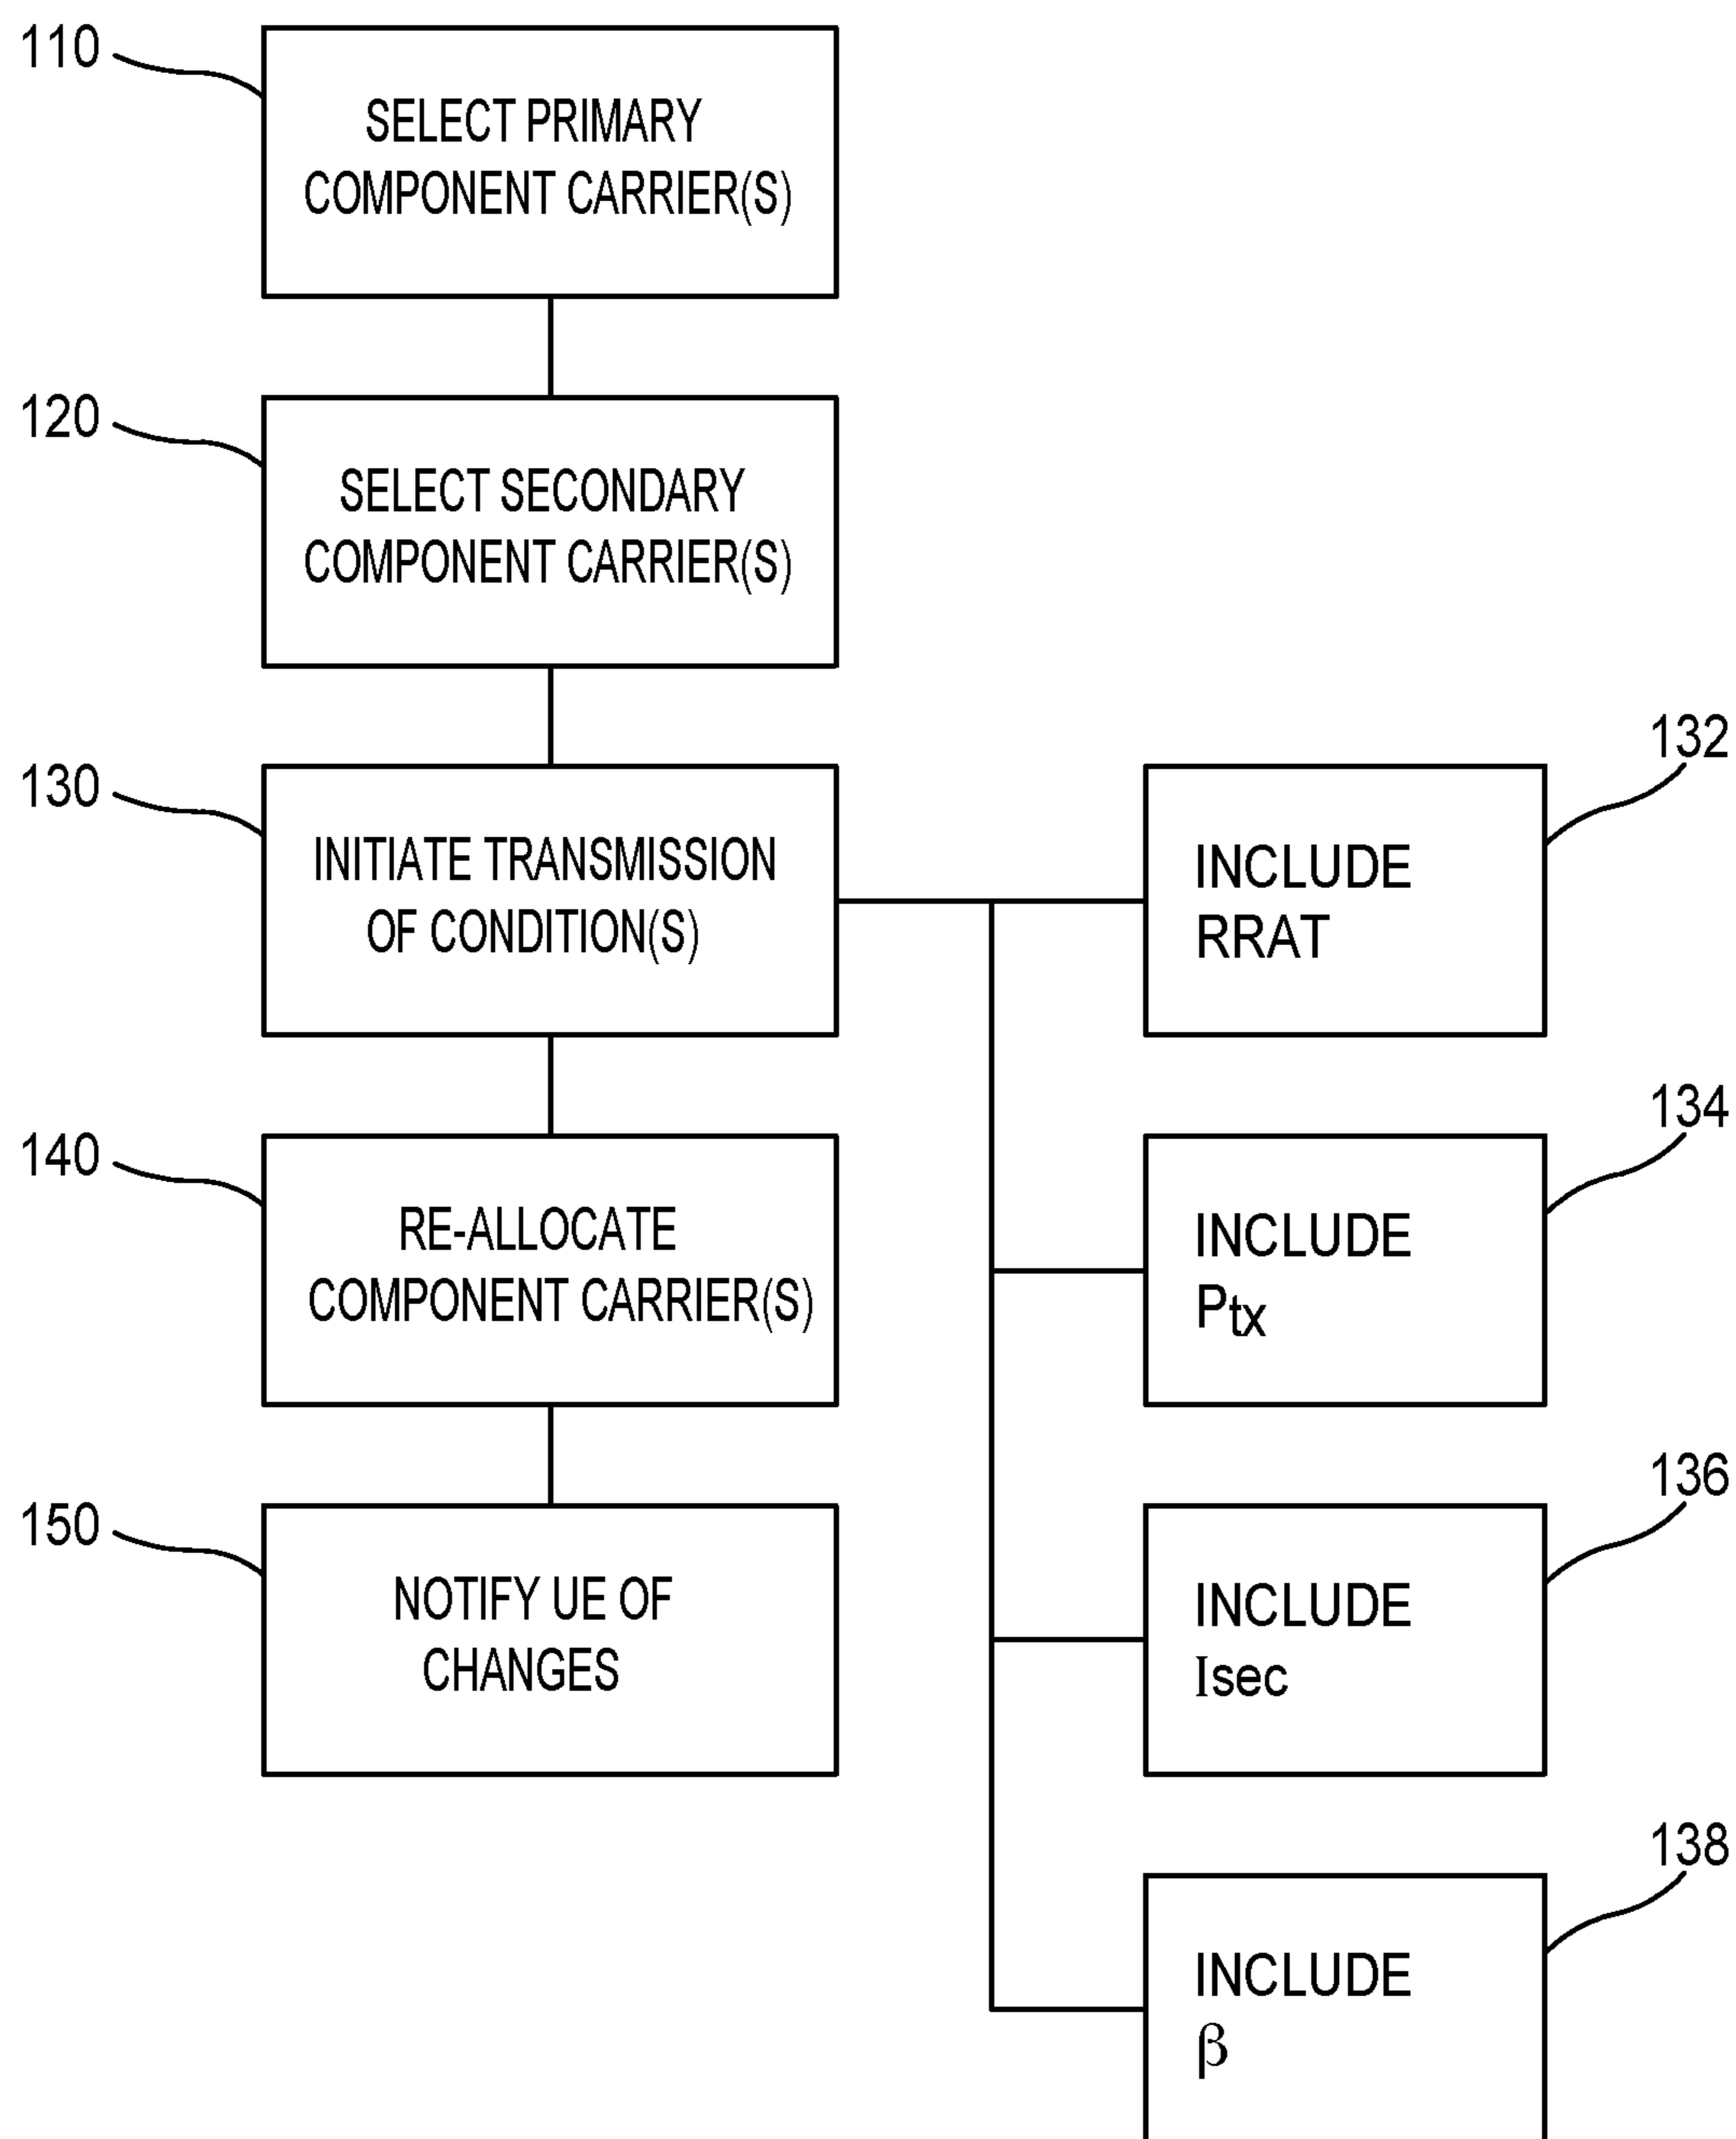 110
SELECT PRIMARY
COMPONENT CARRIER(S)
120
SELECT SECONDARY
COMPONENT CARRIER(S)
130
INITIATE TRANSMISSION
OF CONDITION(S)
132
INCLUDE
RRAT
134
INCLUDE
Ptx
140
RE-ALLOCATE
COMPONENT CARRIER(S)
136
INCLUDE
Isec
150
NOTIFY UE OF
CHANGES
138
INCLUDE
β